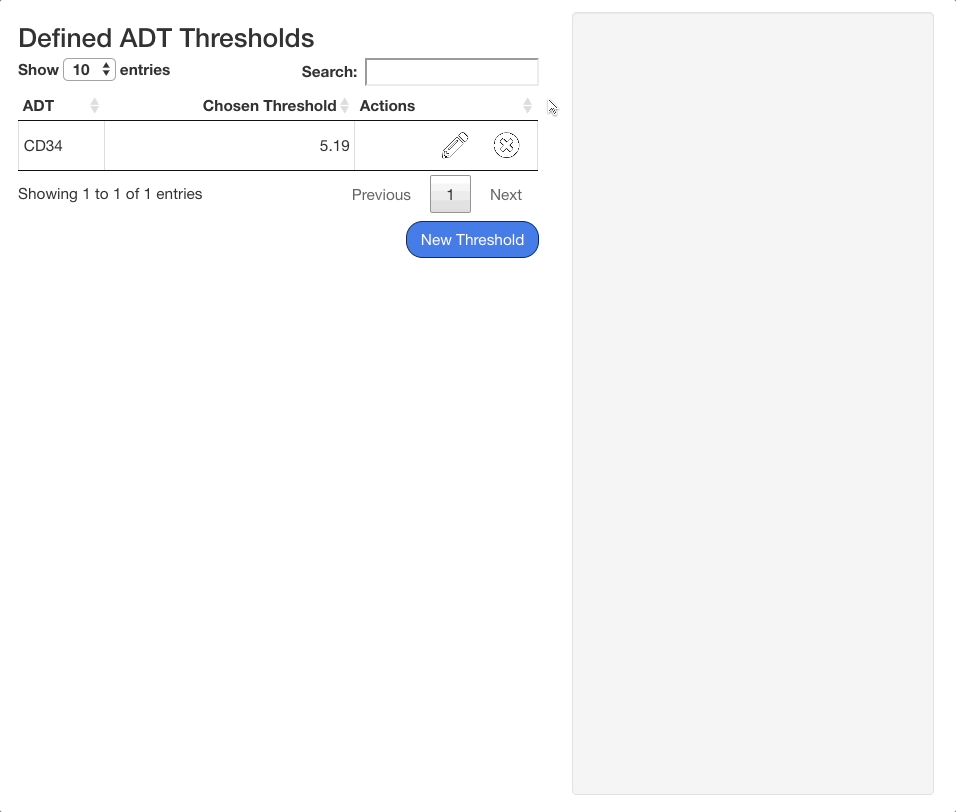 Defined ADT Thresholds
Show 10 entries Search:
ADT Chosen Threshold Actions
CD34 5.19
Showing 1 to 1 of 1 entries Previous 1 Next
New Threshold